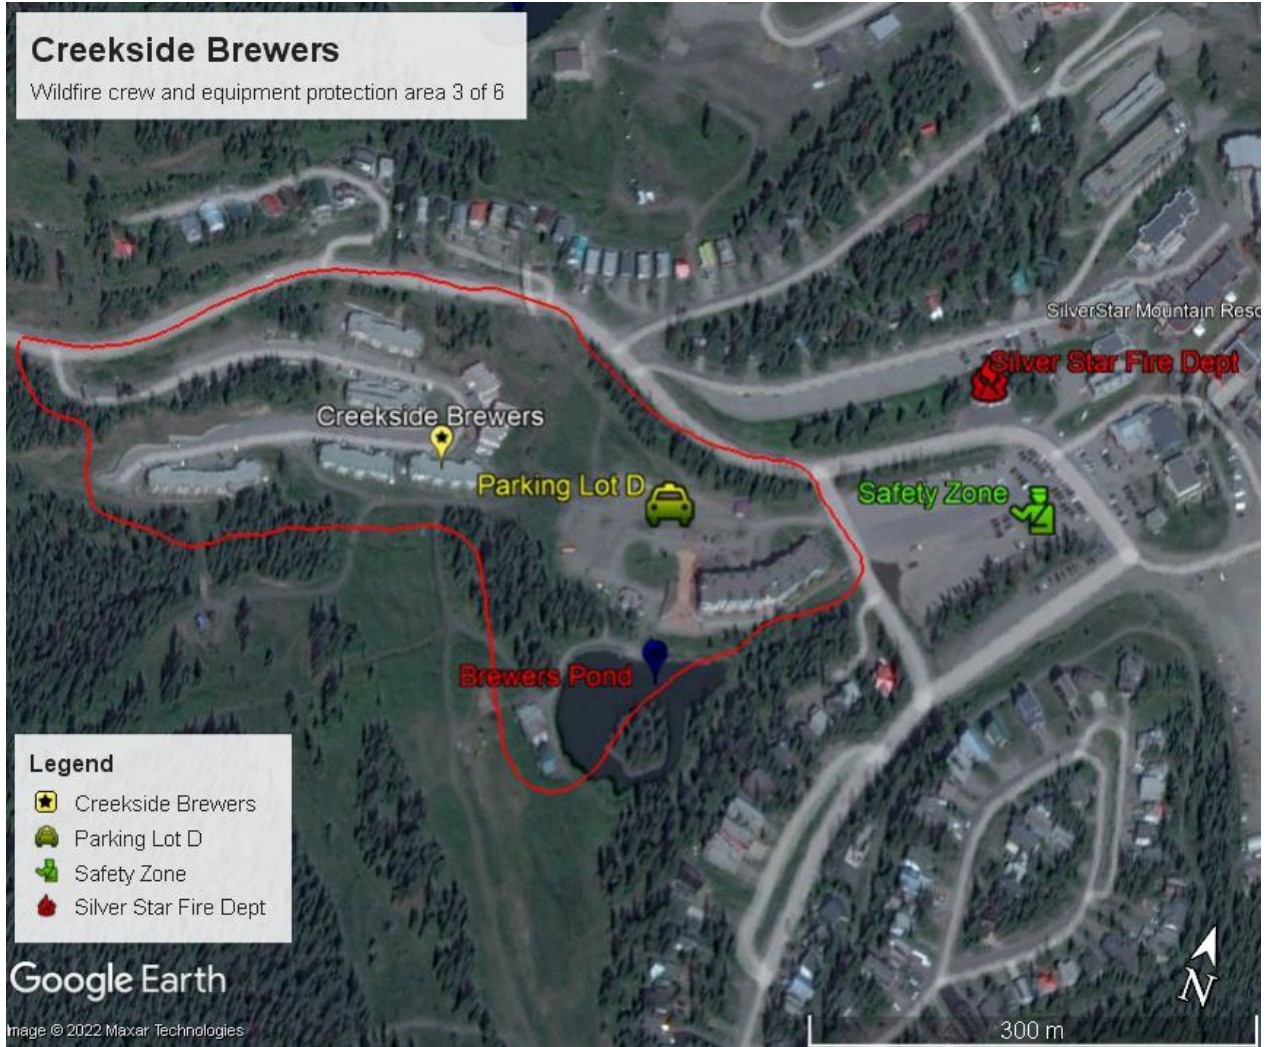 Creekside Brewers
Wildfire crew and equipment protection area 3 of 6
SilverStar Mountain Reso
Silver Star Fire Dept
Creekside Brewers
Parking Lot D
Safety Zone
Brewers Pond
Legend
Creekside Brewers
Parking Lot D
Safety Zone
Silver Star Fire Dept
Google Earth
mage © 2022 Maxar Technologies
N
300 m